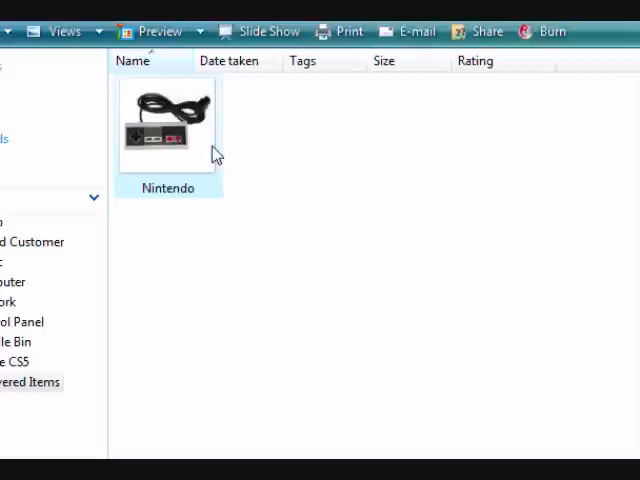 Views Preview Slide Show Print E-mail Share Burn
Name Date taken Tags Size Rating
Nintendo
d Customer
puter
ork
ol Panel
le Bin
e CS5
vered Items